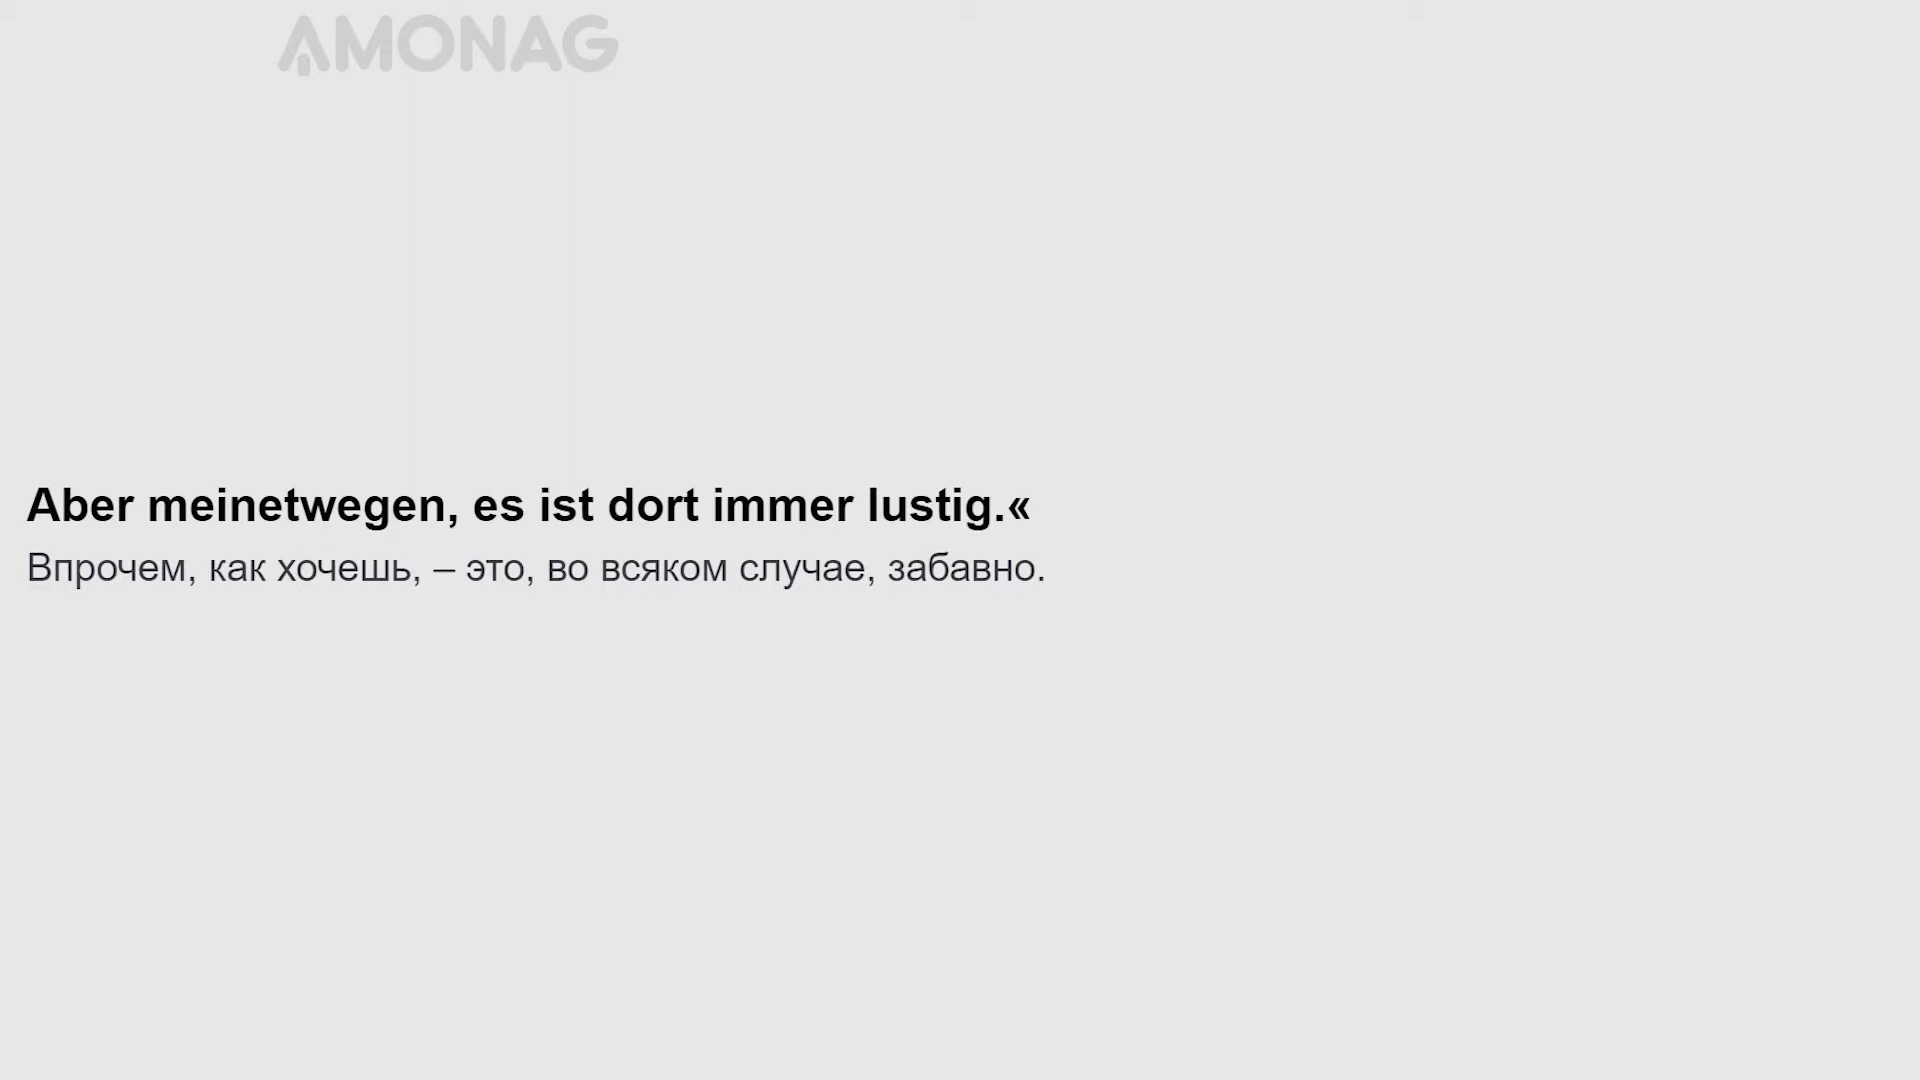 AMONAG
Aber meinetwegen, es ist dort immer lustig.«
Впрочем, как хочешь, – это, во всяком случае, забавно.